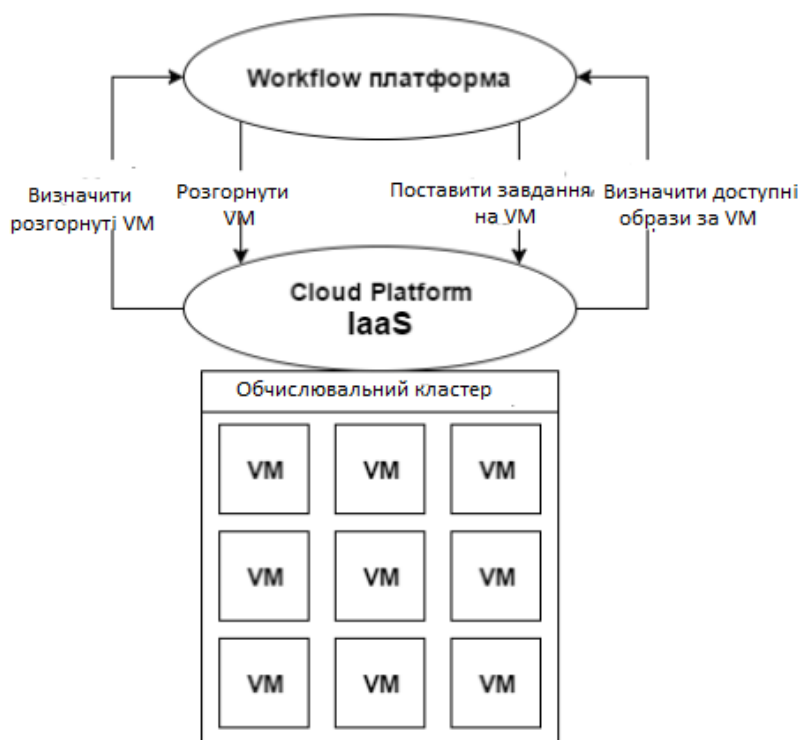 Workflow платформа
Визначити
розгорнуті VM
Розгорнути
VM
Поставити завдання
на VM
Визначити доступні
образи за VM
Cloud Platform
IaaS
Обчислювальний кластер
VM
VM
VM
VM
VM
VM
VM
VM
VM